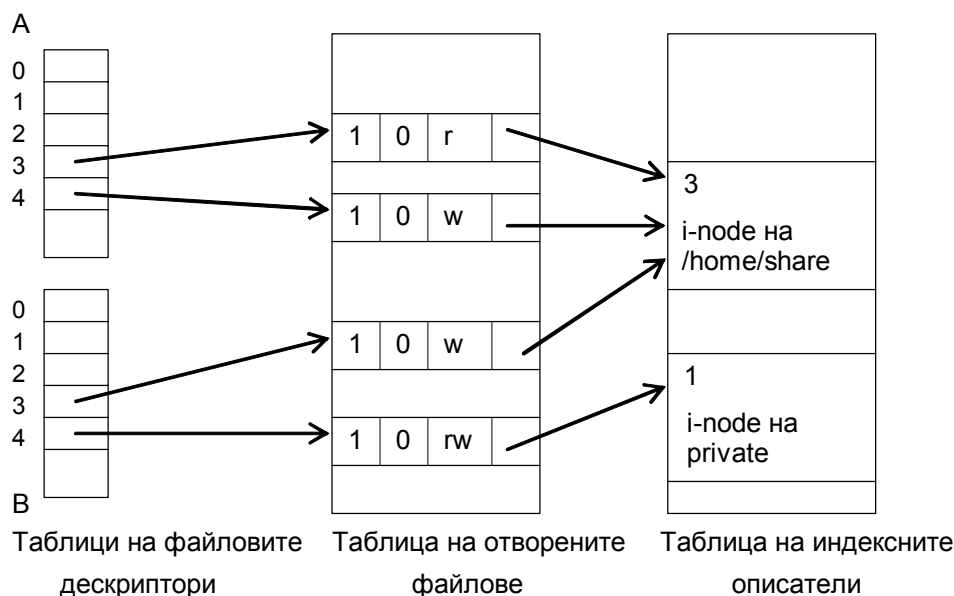 A
0
1
2
3
4
1 0 r
1 0 w
3
i-node на
/home/share
0
1
2
3
4
1 0 w
1 0 rw
1
i-node на
private
B
Таблици на файловите
дескриптори
Таблица на отворените
файлове
Таблица на индексните
описатели